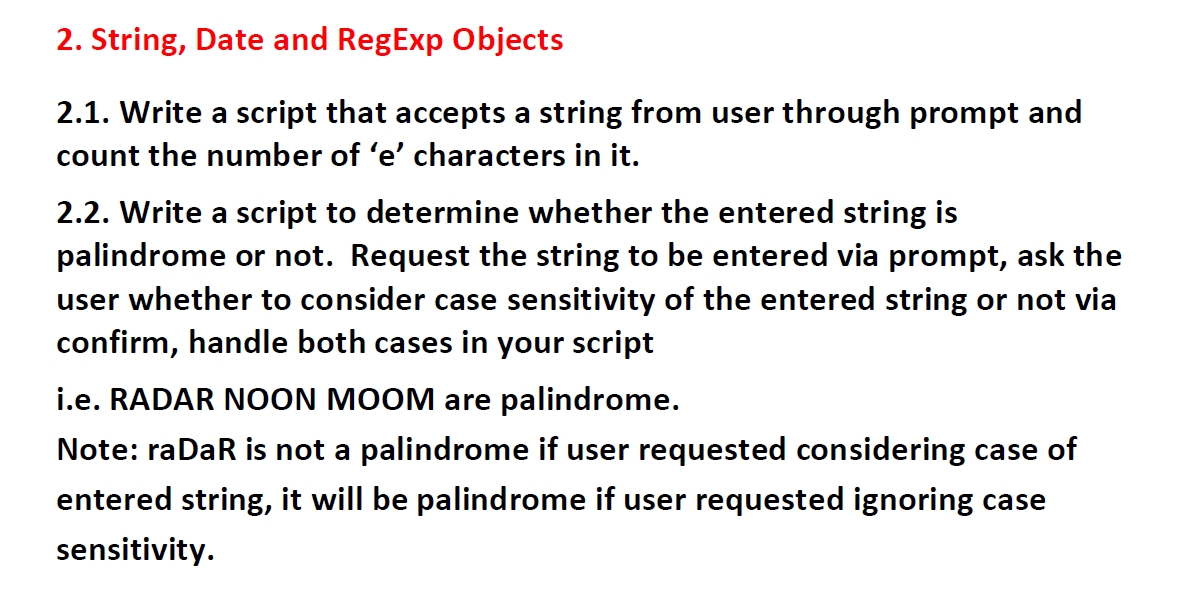 2. String, Date and RegExp Objects
2.1. Write a script that accepts a string from user through prompt and
count the number of ‘e’ characters in it.
2.2. Write a script to determine whether the entered string is
palindrome or not.  Request the string to be entered via prompt, ask the
user whether to consider case sensitivity of the entered string or not via
confirm, handle both cases in your script
i.e. RADAR NOON MOOM are palindrome.
Note: raDaR is not a palindrome if user requested considering case of
entered string, it will be palindrome if user requested ignoring case
sensitivity.